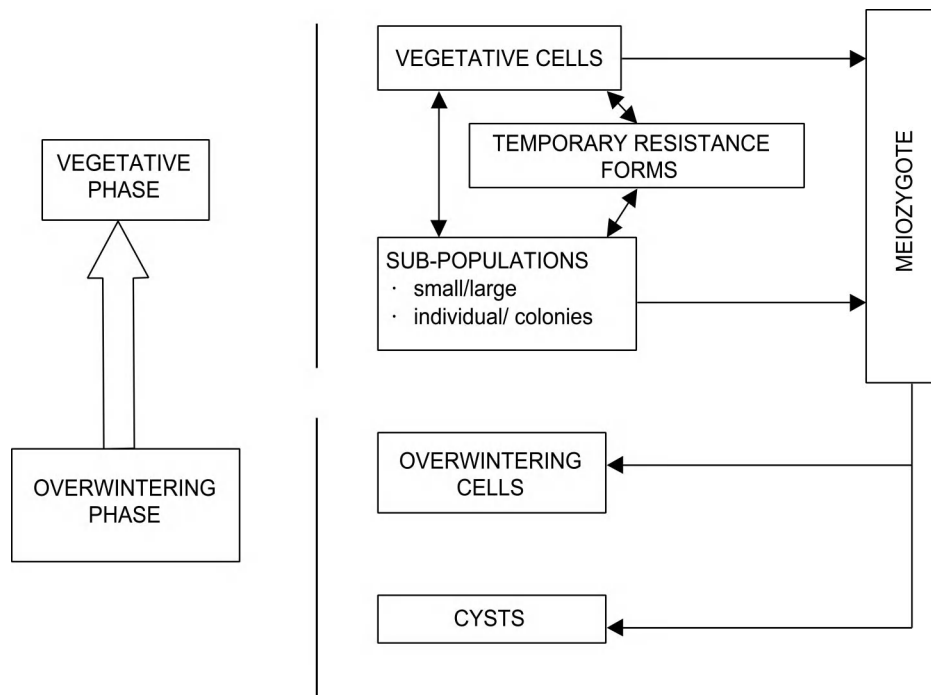 VEGETATIVE
PHASE
OVERWINTERING
PHASE
VEGETATIVE CELLS
TEMPORARY RESISTANCE
FORMS
SUB-POPULATIONS
· small/large
· individual/ colonies
OVERWINTERING
CELLS
CYSTS
MEIOZYGOTE